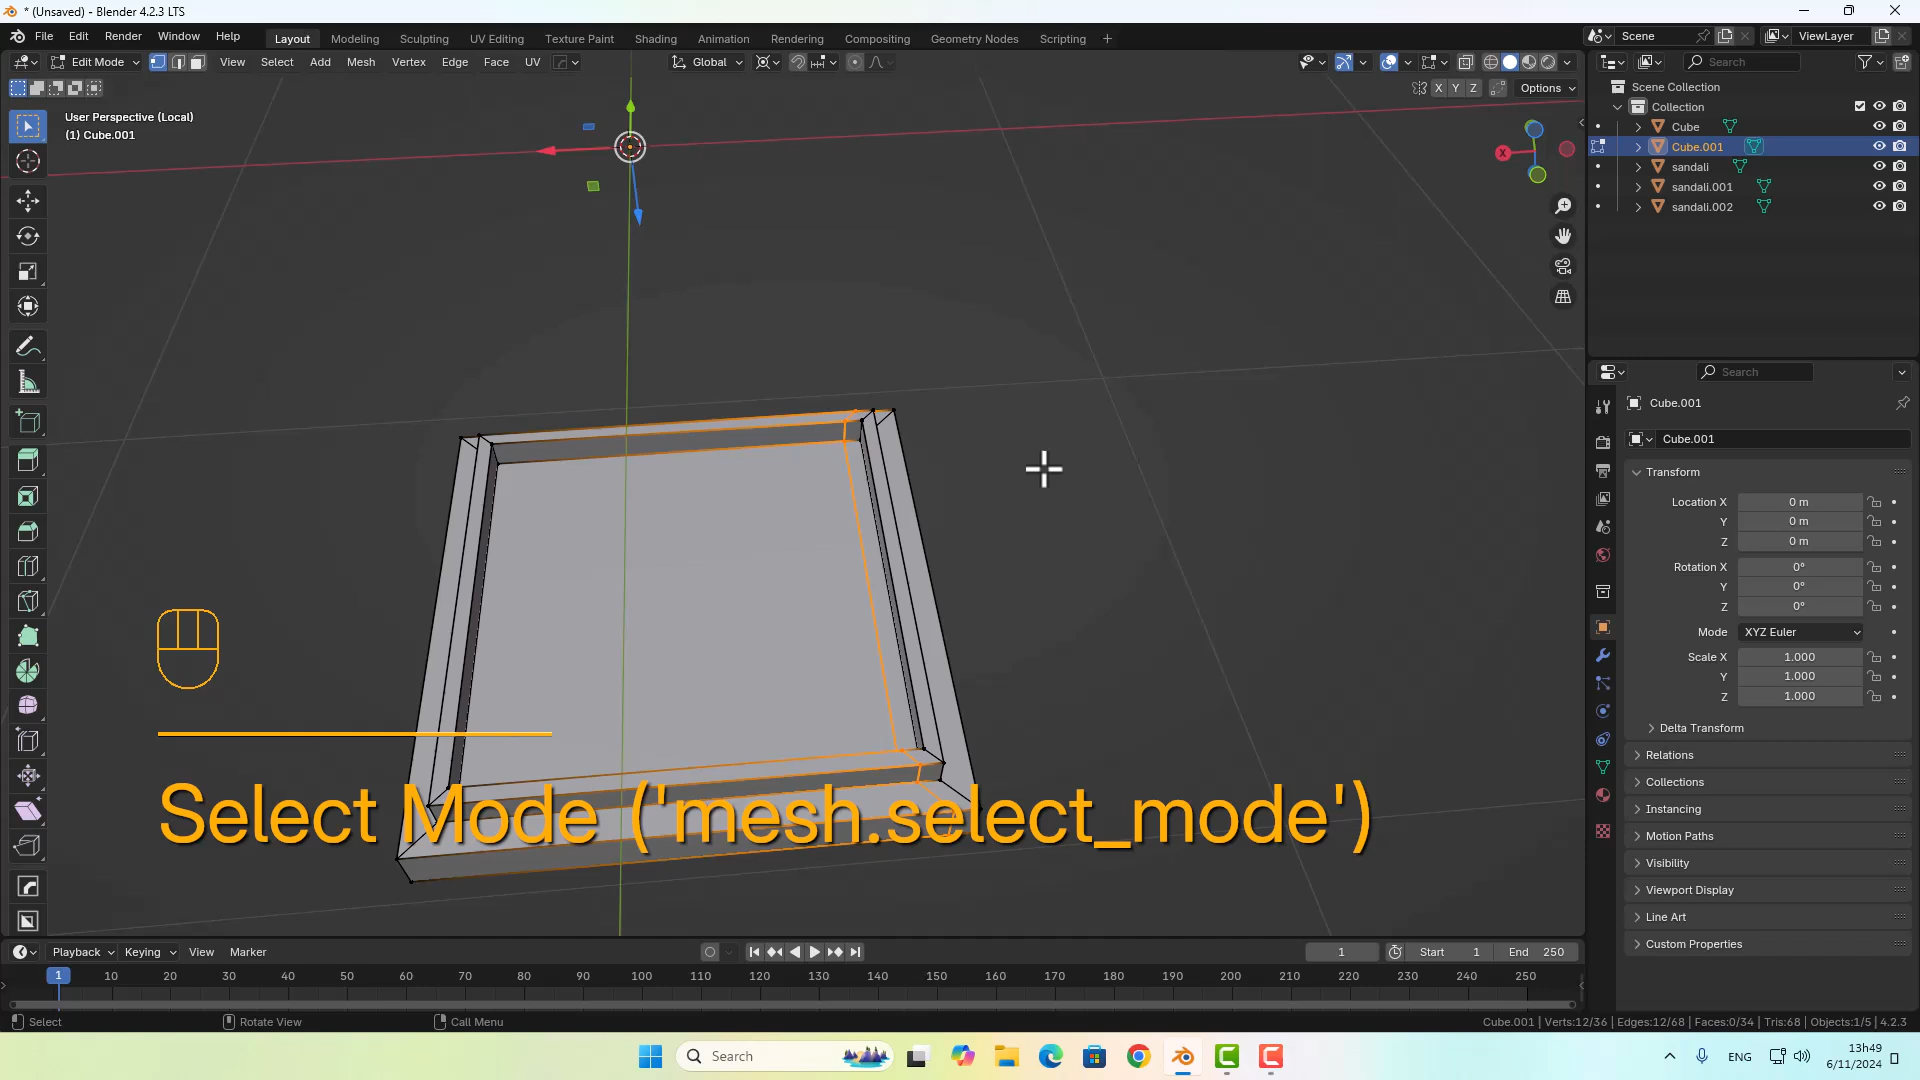 * (Unsaved) - Blender 4.2.3 LTS
File Edit Render Window Help
Layout Modeling Sculpting UV Editing Texture Paint Shading Animation Rendering Compositing Geometry Nodes Scripting +
Scene ViewLayer
Edit Mode View Select Add Mesh Vertex Edge Face UV Global
Search
X Y Z Options
User Perspective (Local)
(1) Cube.001
X
Scene Collection
Collection
Cube
Cube.001
sandali
sandali.001
sandali.002
Search
Cube.001
Cube.001
Transform
Location X 0 m
Y 0 m
Z 0 m
Rotation X 0°
Y 0°
Z 0°
Mode XYZ Euler
Scale X 1.000
Y 1.000
Z 1.000
Delta Transform
Relations
Collections
Instancing
Motion Paths
Visibility
Viewport Display
Line Art
Custom Properties
Select Mode ('mesh.select_mode')
Playback Keying View Marker
1 Start 1 End 250
1 10 20 30 40 50 60 70 80 90 100 110 120 130 140 150 160 170 180 190 200 210 220 230 240 250
Select Rotate View Call Menu
Cube.001 | Verts:12/36 | Edges:12/68 | Faces:0/34 | Tris:68 | Objects:1/5 | 4.2.3
Search
ENG
13h49
6/11/2024